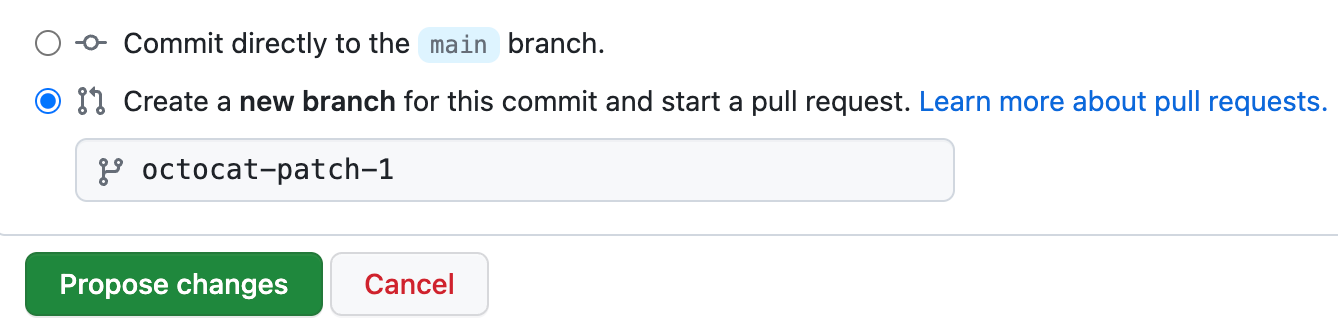 Commit directly to the main branch.
Create a new branch for this commit and start a pull request. Learn more about pull requests.
octocat-patch-1
Propose changes
Cancel